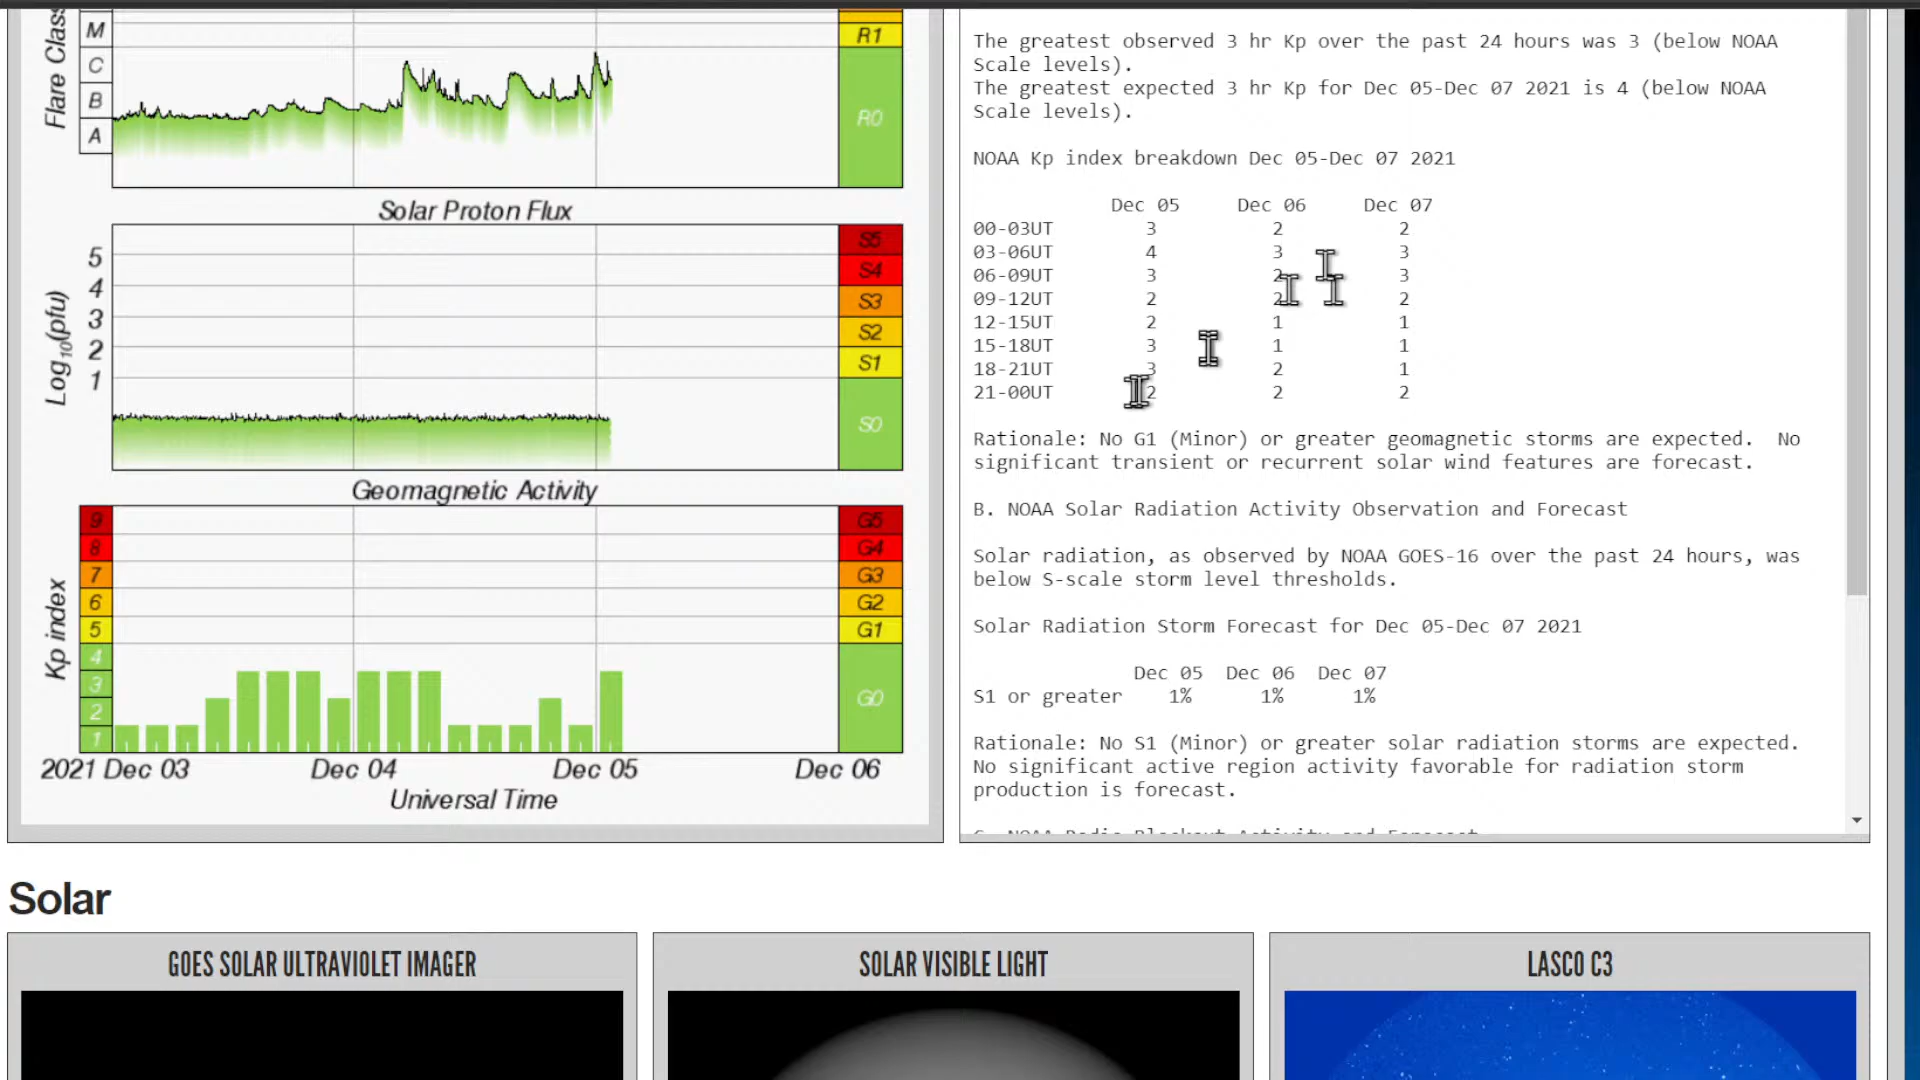 Flare Clas
M
C
B
A
R1
R0
Solar Proton Flux
Log10(pfu)
5
4
3
2
1
S5
S4
S3
S2
S1
S0
Geomagnetic Activity
Kp index
9
8
7
6
5
4
3
2
1
G5
G4
G3
G2
G1
G0
2021 Dec 03 Dec 04 Dec 05 Dec 06
Universal Time
The greatest observed 3 hr Kp over the past 24 hours was 3 (below NOAA
Scale levels).
The greatest expected 3 hr Kp for Dec 05-Dec 07 2021 is 4 (below NOAA
Scale levels).
NOAA Kp index breakdown Dec 05-Dec 07 2021
Dec 05 Dec 06 Dec 07
00-03UT 3 2 2
03-06UT 4 3 3
06-09UT 3 2 3
09-12UT 2 2 2
12-15UT 2 1 1
15-18UT 3 1 1
18-21UT 3 2 1
21-00UT 2 2 2
Rationale: No G1 (Minor) or greater geomagnetic storms are expected. No
significant transient or recurrent solar wind features are forecast.
B. NOAA Solar Radiation Activity Observation and Forecast
Solar radiation, as observed by NOAA GOES-16 over the past 24 hours, was
below S-scale storm level thresholds.
Solar Radiation Storm Forecast for Dec 05-Dec 07 2021
Dec 05 Dec 06 Dec 07
S1 or greater 1% 1% 1%
Rationale: No S1 (Minor) or greater solar radiation storms are expected.
No significant active region activity favorable for radiation storm
production is forecast.
C. NOAA Radio Blackout Activity and Forecast
Solar
GOES SOLAR ULTRAVIOLET IMAGER
SOLAR VISIBLE LIGHT
LASCO C3